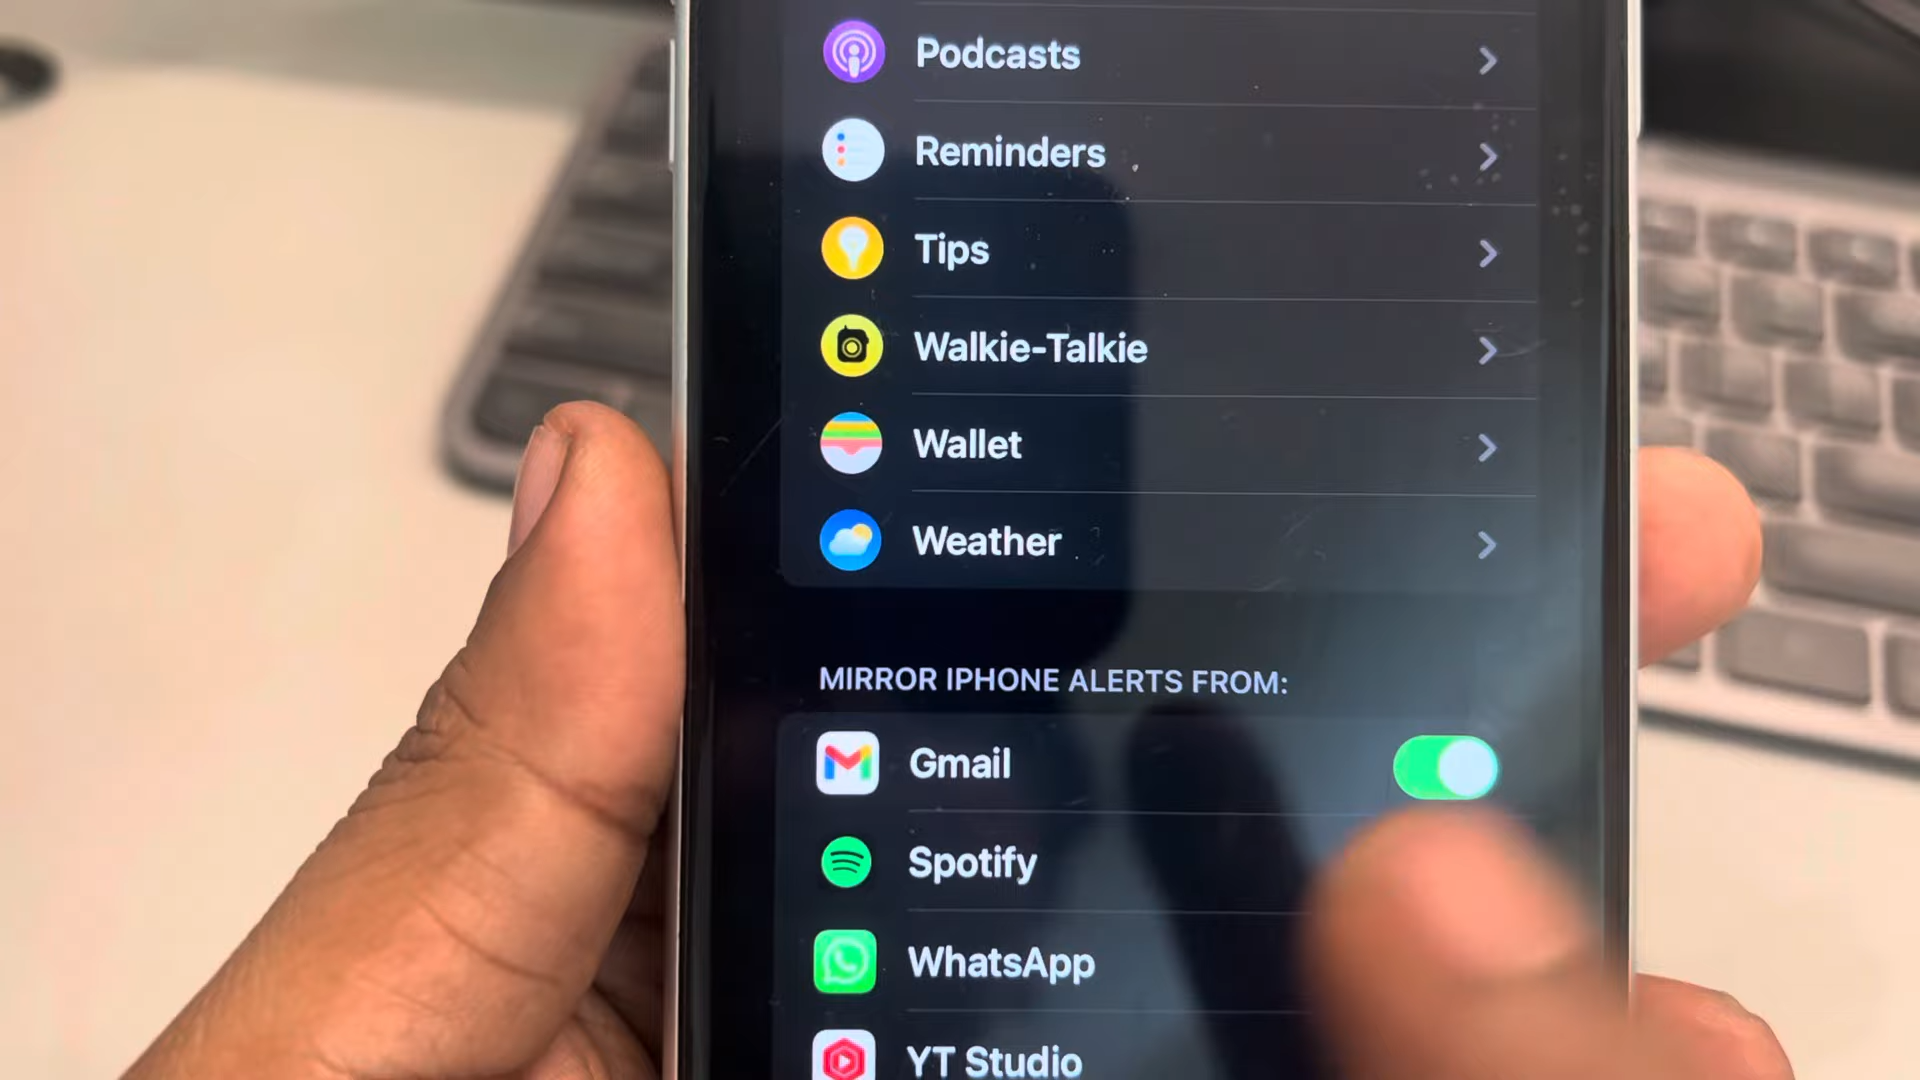 Podcasts
Reminders
Tips
Walkie-Talkie
Wallet
Weather
MIRROR IPHONE ALERTS FROM:
Gmail
Spotify
WhatsApp
YT Studio